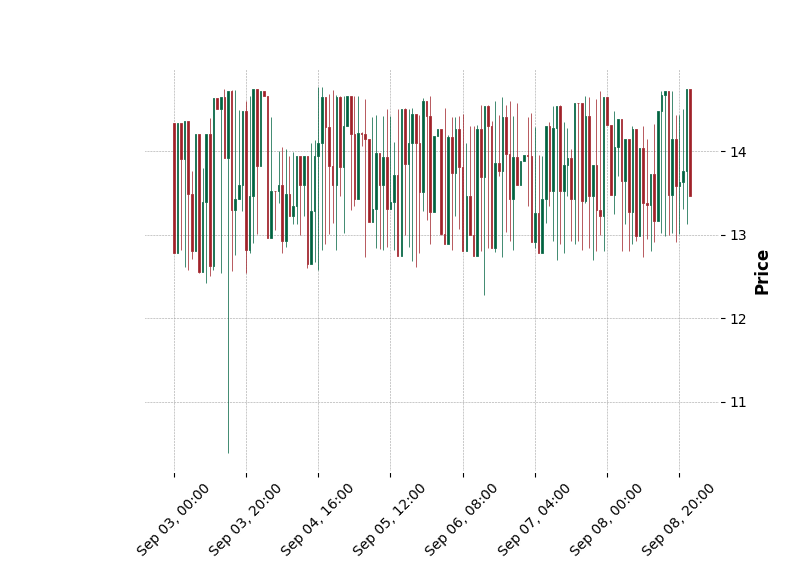 14
13
12
11
Price
Sep 03, 00:00
Sep 03, 20:00
Sep 04, 16:00
Sep 05, 12:00
Sep 06, 08:00
Sep 07, 04:00
Sep 08, 00:00
Sep 08, 20:00